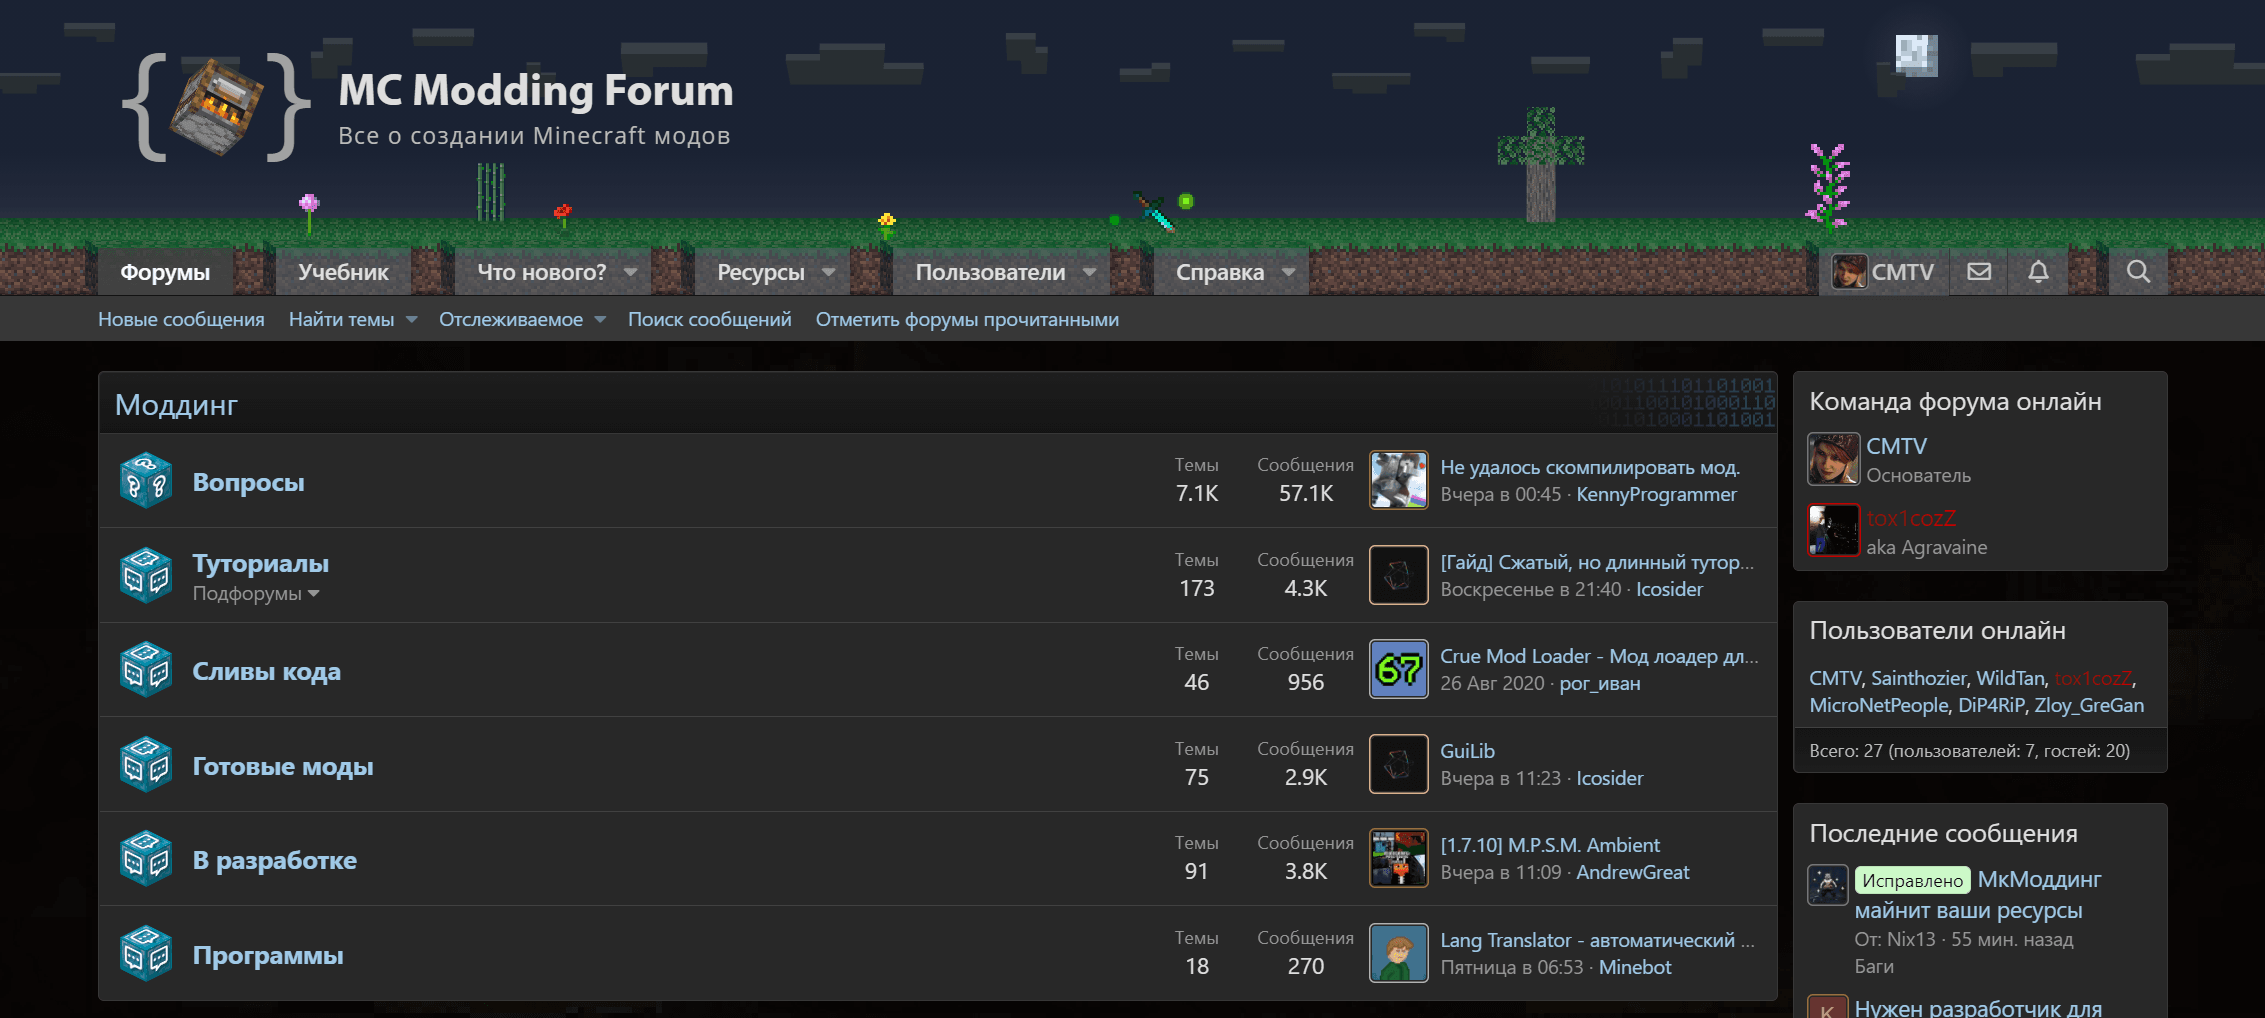 MC Modding Forum
Все о создании Minecraft модов
Форумы
Учебник
Что нового?
Ресурсы
Пользователи
Справка
CMTV
Новые сообщения
Найти темы
Отслеживаемое
Поиск сообщений
Отметить форумы прочитанными
Моддинг
Вопросы
Темы
7.1K
Сообщения
57.1K
Не удалось скомпилировать мод.
Вчера в 00:45 · KennyProgrammer
Туториалы
Подфорумы
Темы
173
Сообщения
4.3K
[Гайд] Сжатый, но длинный тутор...
Воскресенье в 21:40 · Icosider
Сливы кода
Темы
46
Сообщения
956
67
Crue Mod Loader - Мод лоадер дл...
26 Авг 2020 · рог_иван
Готовые моды
Темы
75
Сообщения
2.9K
GuiLib
Вчера в 11:23 · Icosider
В разработке
Темы
91
Сообщения
3.8K
[1.7.10] M.P.S.M. Ambient
Вчера в 11:09 · AndrewGreat
Программы
Темы
18
Сообщения
270
Lang Translator - автоматический ...
Пятница в 06:53 · Minebot
Команда форума онлайн
CMTV
Основатель
tox1cozZ
aka Agravaine
Пользователи онлайн
CMTV, Sainthozier, WildTan, tox1cozZ,
MicroNetPeople, DiP4RiP, Zloy_GreGan
Всего: 27 (пользователей: 7, гостей: 20)
Последние сообщения
Исправлено МкМоддинг
майнит ваши ресурсы
От: Nix13 · 55 мин. назад
Баги
K
Нужен разработчик для